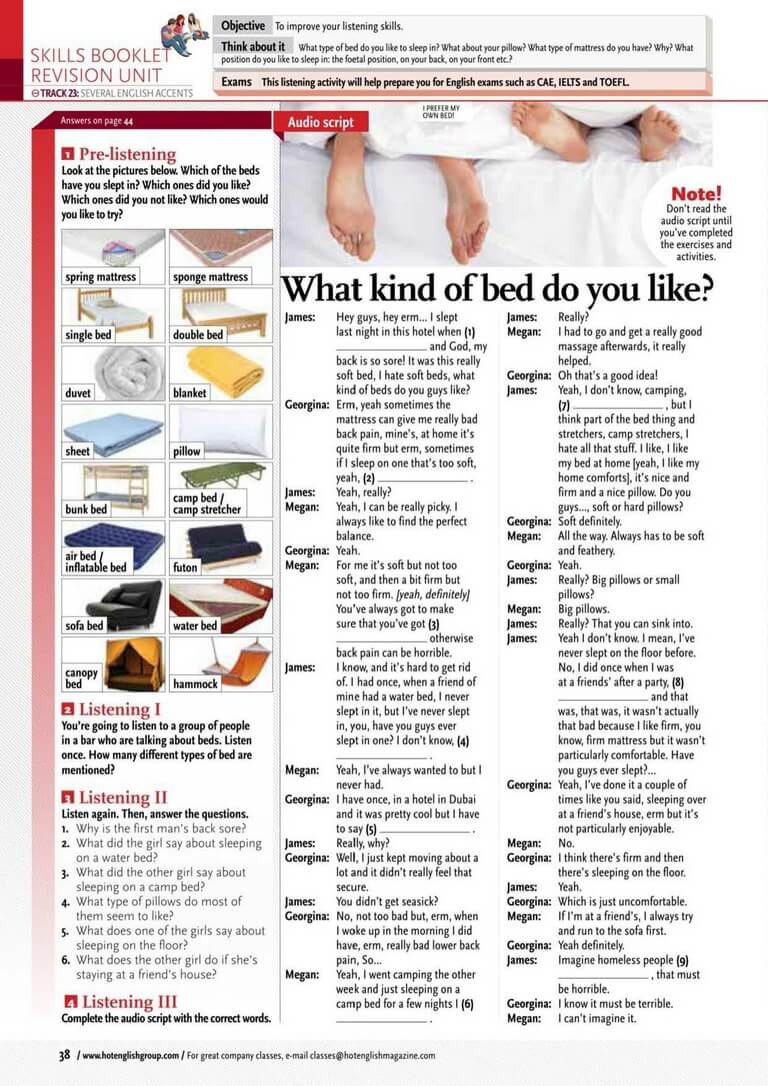 SKILLS BOOKLET
REVISION UNIT
TRACK 23: SEVERAL ENGLISH ACCENTS
Objective To improve your listening skills.
Think about it What type of bed do you like to sleep in? What about your pillow? What type of mattress do you have? Why? What
position do you like to sleep in: the foetal position, on your back, on your front etc.?
Exams This listening activity will help prepare you for English exams such as CAE, IELTS and TOEFL.
Answers on page 44
1 Pre-listening
Look at the pictures below. Which of the beds
have you slept in? Which ones did you like?
Which ones did you not like? Which ones would
you like to try?
spring mattress
sponge mattress
single bed
double bed
duvet
blanket
sheet
pillow
bunk bed
camp bed /
camp stretcher
air bed /
inflatable bed
futon
sofa bed
water bed
canopy
bed
hammock
2 Listening I
You're going to listen to a group of people
in a bar who are talking about beds. Listen
once. How many different types of bed are
mentioned?
3 Listening II
Listen again. Then, answer the questions.
1. Why is the first man's back sore?
2. What did the girl say about sleeping
on a water bed?
3. What did the other girl say about
sleeping on a camp bed?
4. What type of pillows do most of
them seem to like?
5. What does one of the girls say about
sleeping on the floor?
6. What does the other girl do if she's
staying at a friend's house?
4 Listening III
Complete the audio script with the correct words.
Audio script
I PREFER MY
OWN BED!
Note!
Don't read the
audio script until
you've completed
the exercises and
activities.
What kind of bed do you like?
James: Hey guys, hey erm... I slept
last night in this hotel when (1)
____________ and God, my
back is so sore! It was this really
soft bed, I hate soft beds, what
kind of beds do you guys like?
Georgina: Erm, yeah sometimes the
mattress can give me really bad
back pain, mine's, at home it's
quite firm but erm, sometimes
if I sleep on one that's too soft,
yeah, (2) ____________ .
James: Yeah, really?
Megan: Yeah, I can be really picky. I
always like to find the perfect
balance.
Georgina: Yeah.
Megan: For me it's soft but not too
soft, and then a bit firm but
not too firm. [yeah, definitely]
You've always got to make
sure that you've got (3)
____________ otherwise
back pain can be horrible.
James: I know, and it's hard to get rid
of. I had once, when a friend of
mine had a water bed, I never
slept in it, but I've never slept
in, you, have you guys ever
slept in one? I don't know, (4)
____________ .
Megan: Yeah, I've always wanted to but I
never had.
Georgina: I have once, in a hotel in Dubai
and it was pretty cool but I have
to say (5) ____________ .
James: Really, why?
Georgina: Well, I just kept moving about a
lot and it didn't really feel that
secure.
James: You didn't get seasick?
Georgina: No, not too bad but, erm, when
I woke up in the morning I did
have, erm, really bad lower back
pain, So...
Megan: Yeah, I went camping the other
week and just sleeping on a
camp bed for a few nights I (6)
____________ .
James: Really?
Megan: I had to go and get a really good
massage afterwards, it really
helped.
Georgina: Oh that's a good idea!
James: Yeah, I don't know, camping,
(7) ____________ , but I
think part of the bed thing and
stretchers, camp stretchers, I
hate all that stuff. I like, I like
my bed at home [yeah, I like my
home comforts], it's nice and
firm and a nice pillow. Do you
guys..., soft or hard pillows?
Georgina: Soft definitely.
Megan: All the way. Always has to be soft
and feathery.
Georgina: Yeah.
James: Really? Big pillows or small
pillows?
Megan: Big pillows.
James: Really? That you can sink into.
James: Yeah I don't know. I mean, I've
never slept on the floor before.
No, I did once when I was
at a friends' after a party, (8)
____________ and that
was, that was, it wasn't actually
that bad because I like firm, you
know, firm mattress but it wasn't
particularly comfortable. Have
you guys ever slept?...
Georgina: Yeah, I've done it a couple of
times like you said, sleeping over
at a friend's house, erm but it's
not particularly enjoyable.
Megan: No.
Georgina: I think there's firm and then
there's sleeping on the floor.
James: Yeah.
Georgina: Which is just uncomfortable.
Megan: If I'm at a friend's, I always try
and run to the sofa first.
Georgina: Yeah definitely.
James: Imagine homeless people (9)
____________ , that must
be horrible.
Georgina: I know it must be terrible.
Megan: I can't imagine it.
38 / www.hotenglishgroup.com / For great company classes, e-mail classes@hotenglishmagazine.com